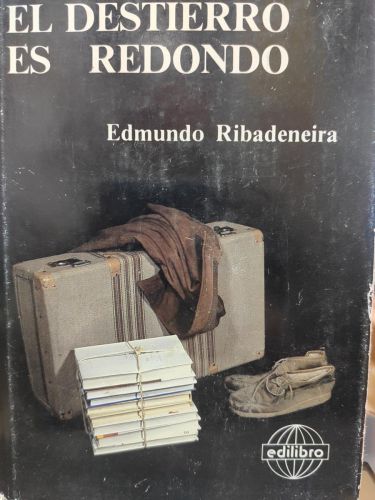 EL DESTIERRO
ES REDONDO
Edmundo Ribadeneira
edilibro